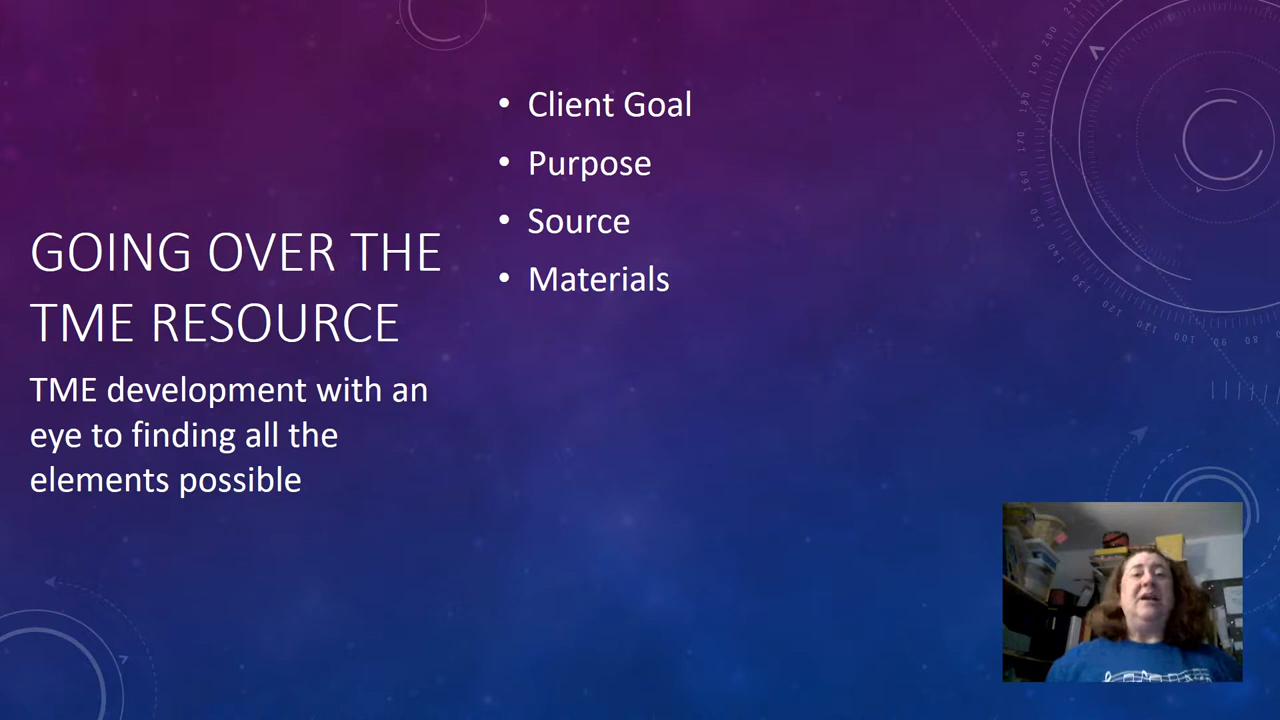 GOING OVER THE
TME RESOURCE
TME development with an
eye to finding all the
elements possible
• Client Goal
• Purpose
• Source
• Materials